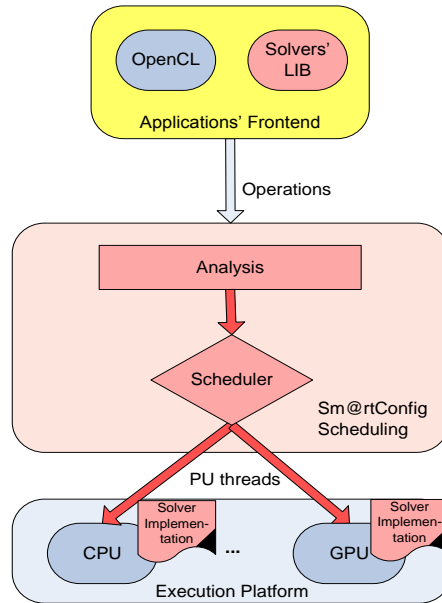 OpenCL
Solvers'
LIB
Applications' Frontend
Operations
Analysis
Scheduler
Sm@rtConfig
Scheduling
PU threads
Solver
Implemen-
tation
CPU
...
Solver
Implemen-
tation
GPU
Execution Platform